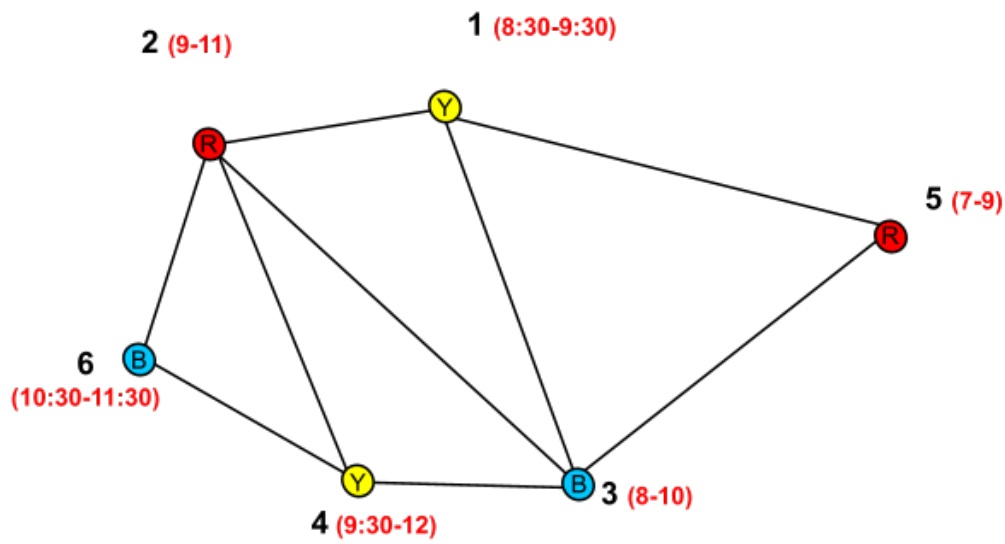 1 (8:30-9:30)
2 (9-11)
Y
R
5 (7-9)
R
6
B
(10:30-11:30)
Y
B
3 (8-10)
4 (9:30-12)